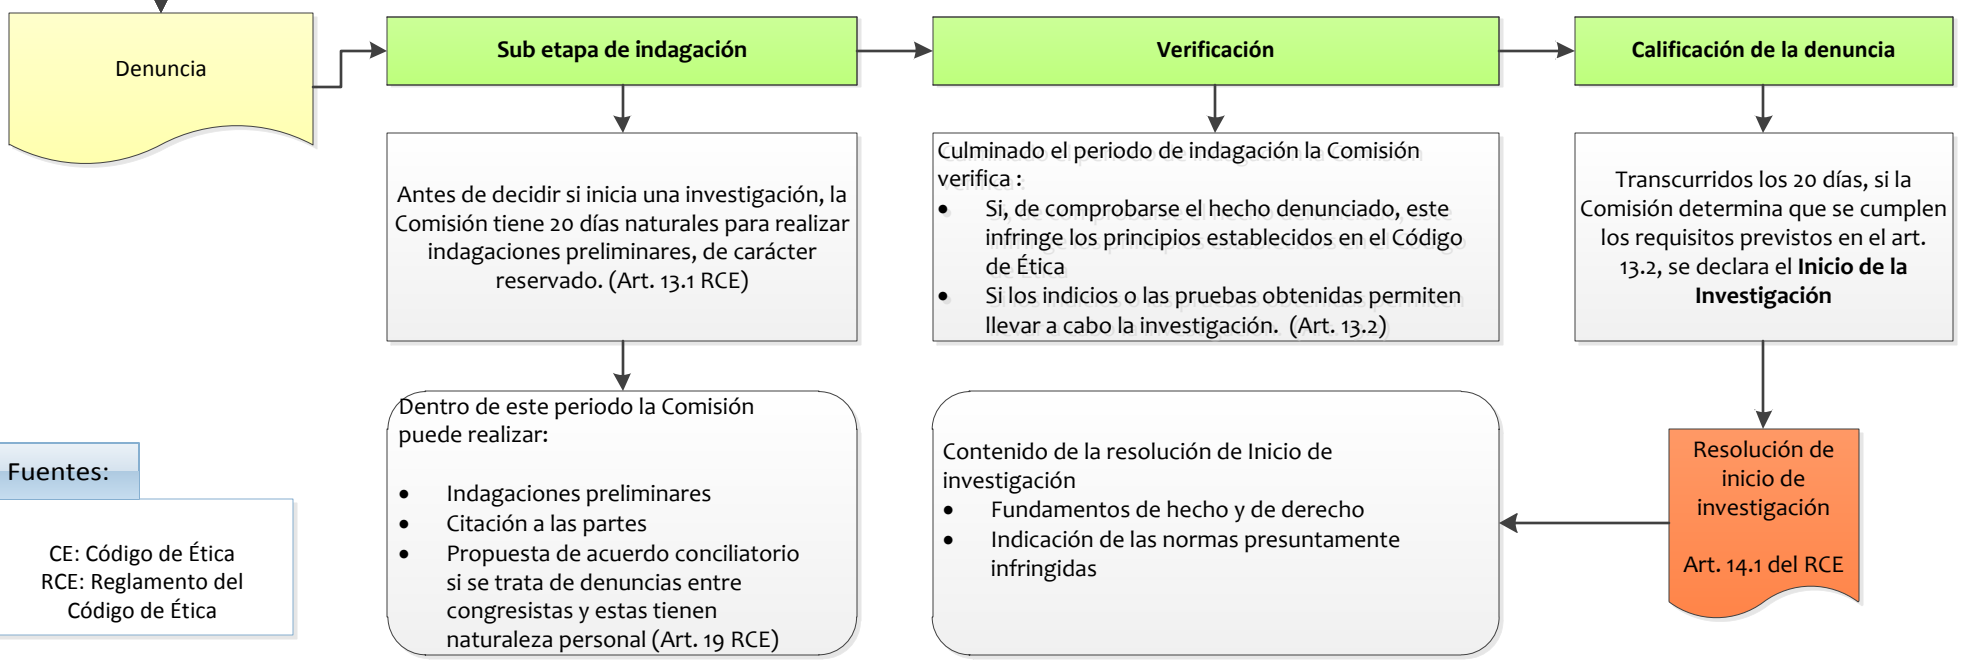 Denuncia
Sub etapa de indagación
Verificación
Calificación de la denuncia
Antes de decidir si inicia una investigación, la
Comisión tiene 20 días naturales para realizar
indagaciones preliminares, de carácter
reservado. (Art. 13.1 RCE)
Culminado el periodo de indagación la Comisión
verifica :
• Si, de comprobarse el hecho denunciado, este
infringe los principios establecidos en el Código
de Ética
• Si los indicios o las pruebas obtenidas permiten
llevar a cabo la investigación. (Art. 13.2)
Transcurridos los 20 días, si la
Comisión determina que se cumplen
los requisitos previstos en el art.
13.2, se declara el Inicio de la
Investigación
Dentro de este periodo la Comisión
puede realizar:
• Indagaciones preliminares
• Citación a las partes
• Propuesta de acuerdo conciliatorio
si se trata de denuncias entre
congresistas y estas tienen
naturaleza personal (Art. 19 RCE)
Contenido de la resolución de Inicio de
investigación
• Fundamentos de hecho y de derecho
• Indicación de las normas presuntamente
infringidas
Resolución de
inicio de
investigación
Art. 14.1 del RCE
Fuentes:
CE: Código de Ética
RCE: Reglamento del
Código de Ética